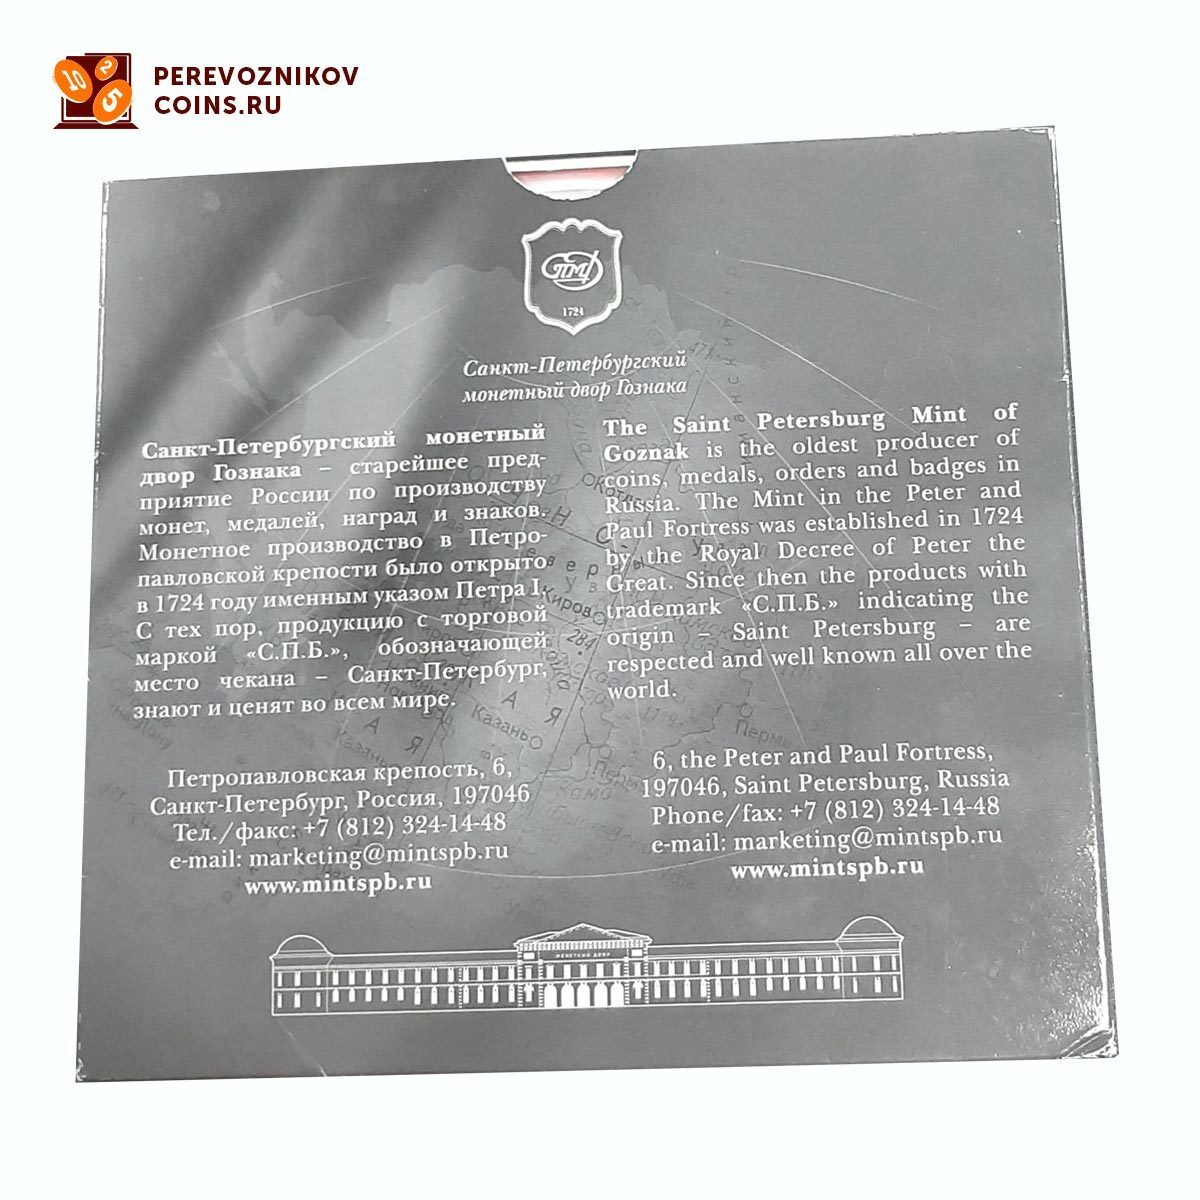 PEREVOZNIKOV
COINS.RU
СПМД
1724
Санкт-Петербургский
монетный двор Гознака
Санкт-Петербургский монетный
двор Гознака – старейшее пред-
приятие России по производству
монет, медалей, наград и знаков.
Монетное производство в Петро-
павловской крепости было открыто
в 1724 году именным указом Петра I.
С тех пор, продукцию с торговой
маркой «С.П.Б.», обозначающей
место чекана – Санкт-Петербург,
знают и ценят во всем мире.
The Saint Petersburg Mint of
Goznak is the oldest producer of
coins, medals, orders and badges in
Russia. The Mint in the Peter and
Paul Fortress was established in 1724
by the Royal Decree of Peter the
Great. Since then the products with
trademark «С.П.Б.» indicating the
origin – Saint Petersburg – are
respected and well known all over the
world.
Петропавловская крепость, 6,
Санкт-Петербург, Россия, 197046
Тел./факс: +7 (812) 324-14-48
e-mail: marketing@mintspb.ru
www.mintspb.ru
6, the Peter and Paul Fortress,
197046, Saint Petersburg, Russia
Phone/fax: +7 (812) 324-14-48
e-mail: marketing@mintspb.ru
www.mintspb.ru
МОНЕТНЫЙ ДВОР